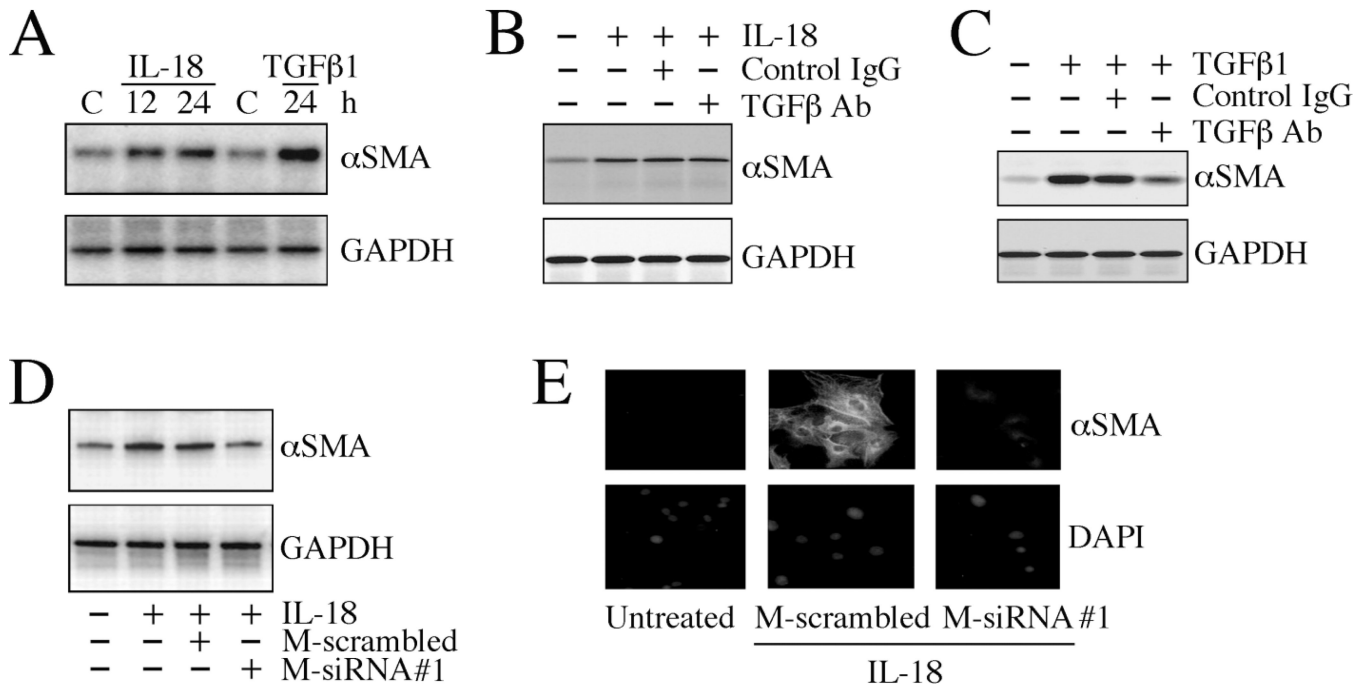 A
IL-18 TGFβ1
C 12 24 C 24 h
αSMA
GAPDH
B
− + + + IL-18
− − + − Control IgG
− − − + TGFβ Ab
αSMA
GAPDH
C
− + + + TGFβ1
− − + − Control IgG
− − − + TGFβ Ab
αSMA
GAPDH
D
αSMA
GAPDH
− + + + IL-18
− − + − M-scrambled
− − − + M-siRNA#1
E
αSMA
DAPI
Untreated M-scrambled M-siRNA #1
IL-18